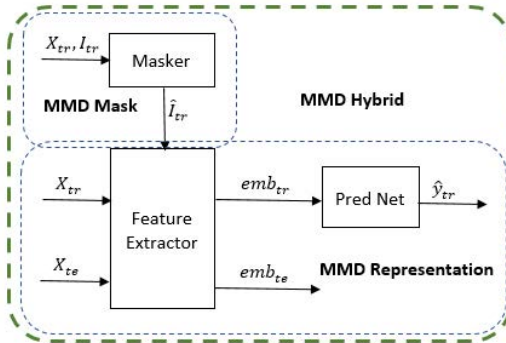 X_tr, I_tr
Masker
MMD Mask
Î_tr
MMD Hybrid
X_tr
emb_tr
Pred Net
ŷ_tr
Feature
Extractor
X_te
emb_te
MMD Representation